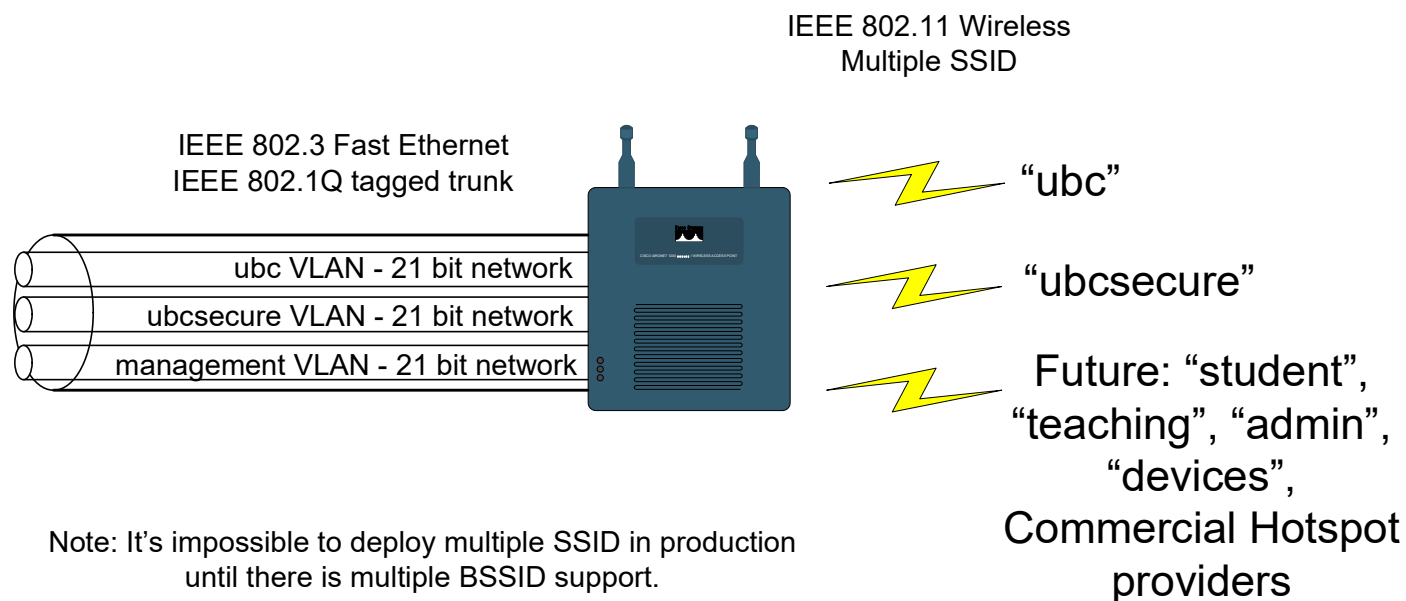 IEEE 802.11 Wireless
Multiple SSID
IEEE 802.3 Fast Ethernet
IEEE 802.1Q tagged trunk
ubc VLAN - 21 bit network
ubcsecure VLAN - 21 bit network
management VLAN - 21 bit network
“ubc”
“ubcsecure”
Future: “student”,
“teaching”, “admin”,
“devices”,
Commercial Hotspot
providers
Note: It's impossible to deploy multiple SSID in production
until there is multiple BSSID support.